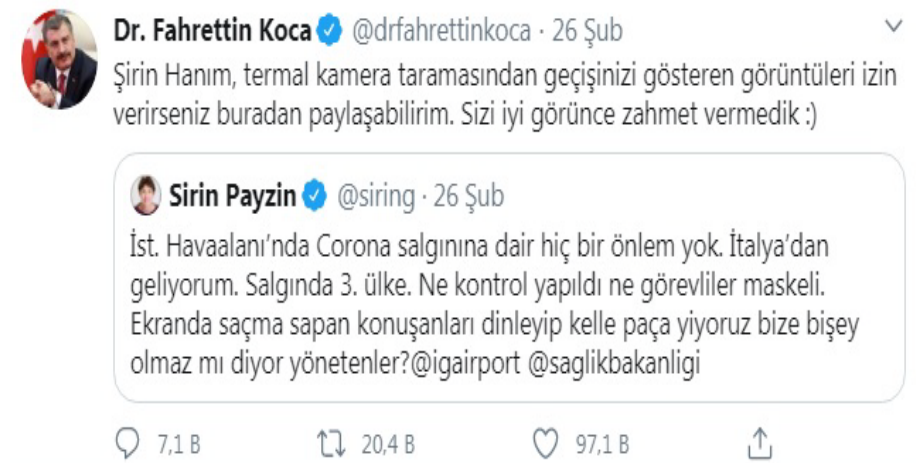 Dr. Fahrettin Koca @drfahrettinkoca · 26 Şub
Şirin Hanım, termal kamera taramasından geçişinizi gösteren görüntüleri izin
verirseniz buradan paylaşabilirim. Sizi iyi görünce zahmet vermedik :)
Sirin Payzin @siring · 26 Şub
İst. Havaalanı'nda Corona salgınına dair hiç bir önlem yok. İtalya'dan
geliyorum. Salgında 3. ülke. Ne kontrol yapıldı ne görevliler maskeli.
Ekranda saçma sapan konuşanları dinleyip kelle paça yiyoruz bize bişey
olmaz mı diyor yönetenler?@igairport @saglikbakanligi
7,1 B 20,4 B 97,1 B